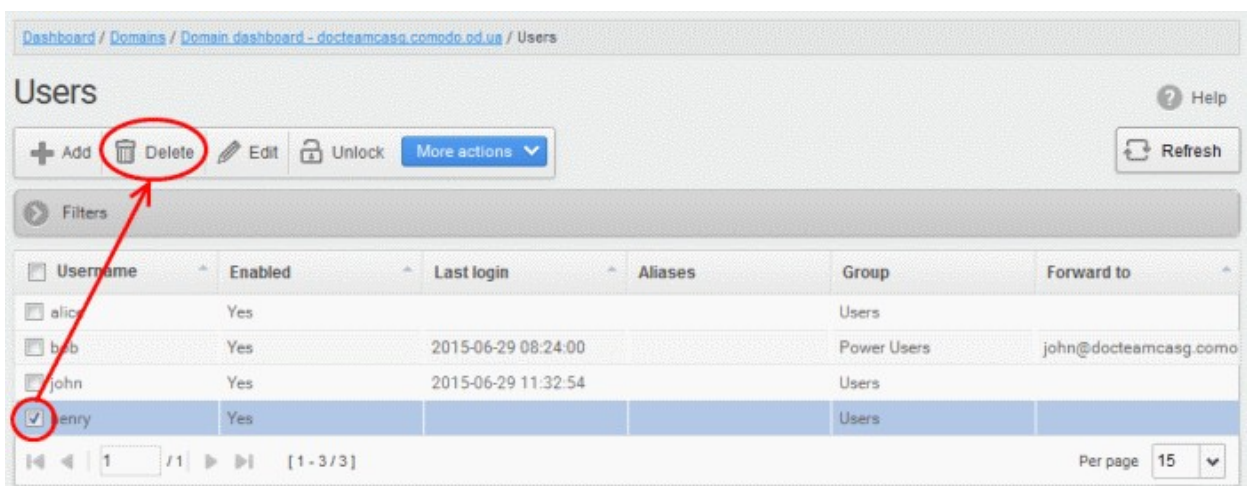 Dashboard / Domains / Domain dashboard - docteamcasg.comodo.od.ua / Users
Users
Help
Add Delete Edit Unlock More actions Refresh
Filters
Username Enabled Last login Aliases Group Forward to
alice Yes Users
bob Yes 2015-06-29 08:24:00 Power Users john@docteamcasg.como
john Yes 2015-06-29 11:32:54 Users
henry Yes Users
1 / 1 [ 1 - 3 / 3 ] Per page 15